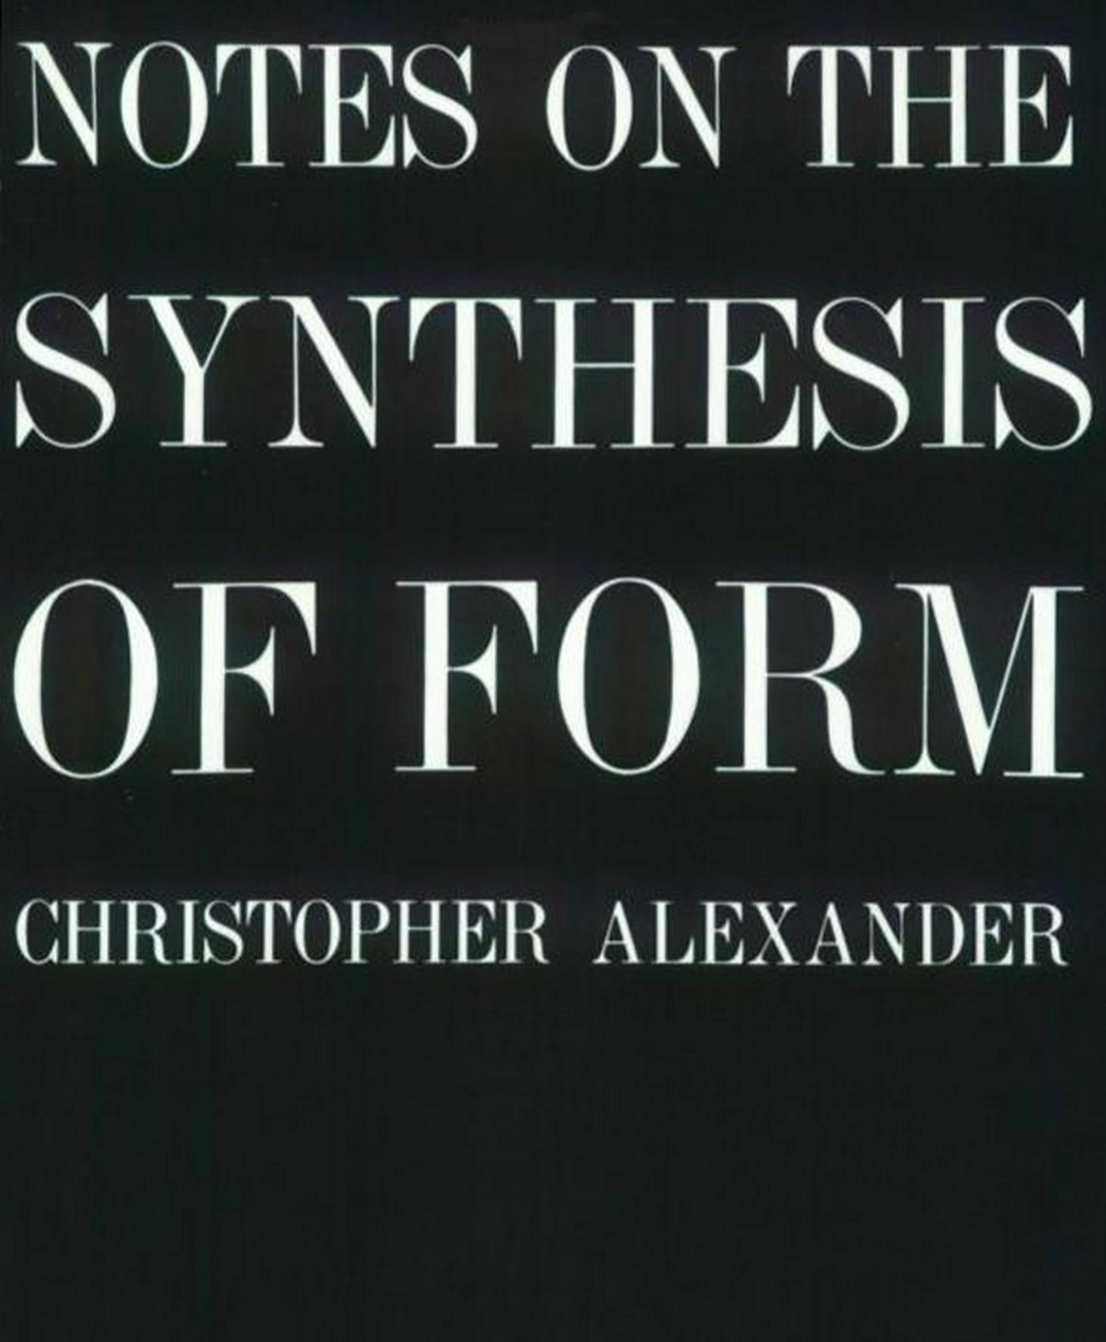 NOTES ON THE
SYNTHESIS
OF FORM
CHRISTOPHER ALEXANDER